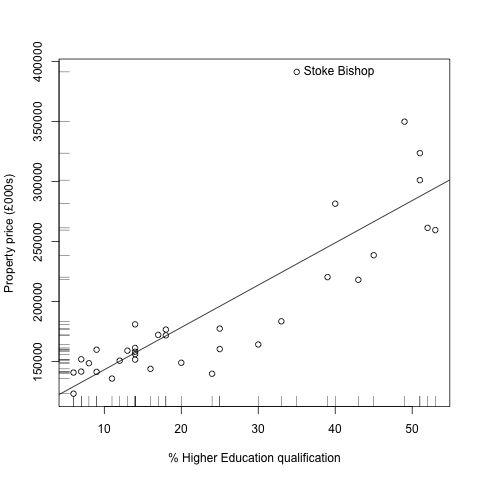 Stoke Bishop
400000
350000
300000
250000
200000
150000
Property price (£000s)
10 20 30 40 50
% Higher Education qualification